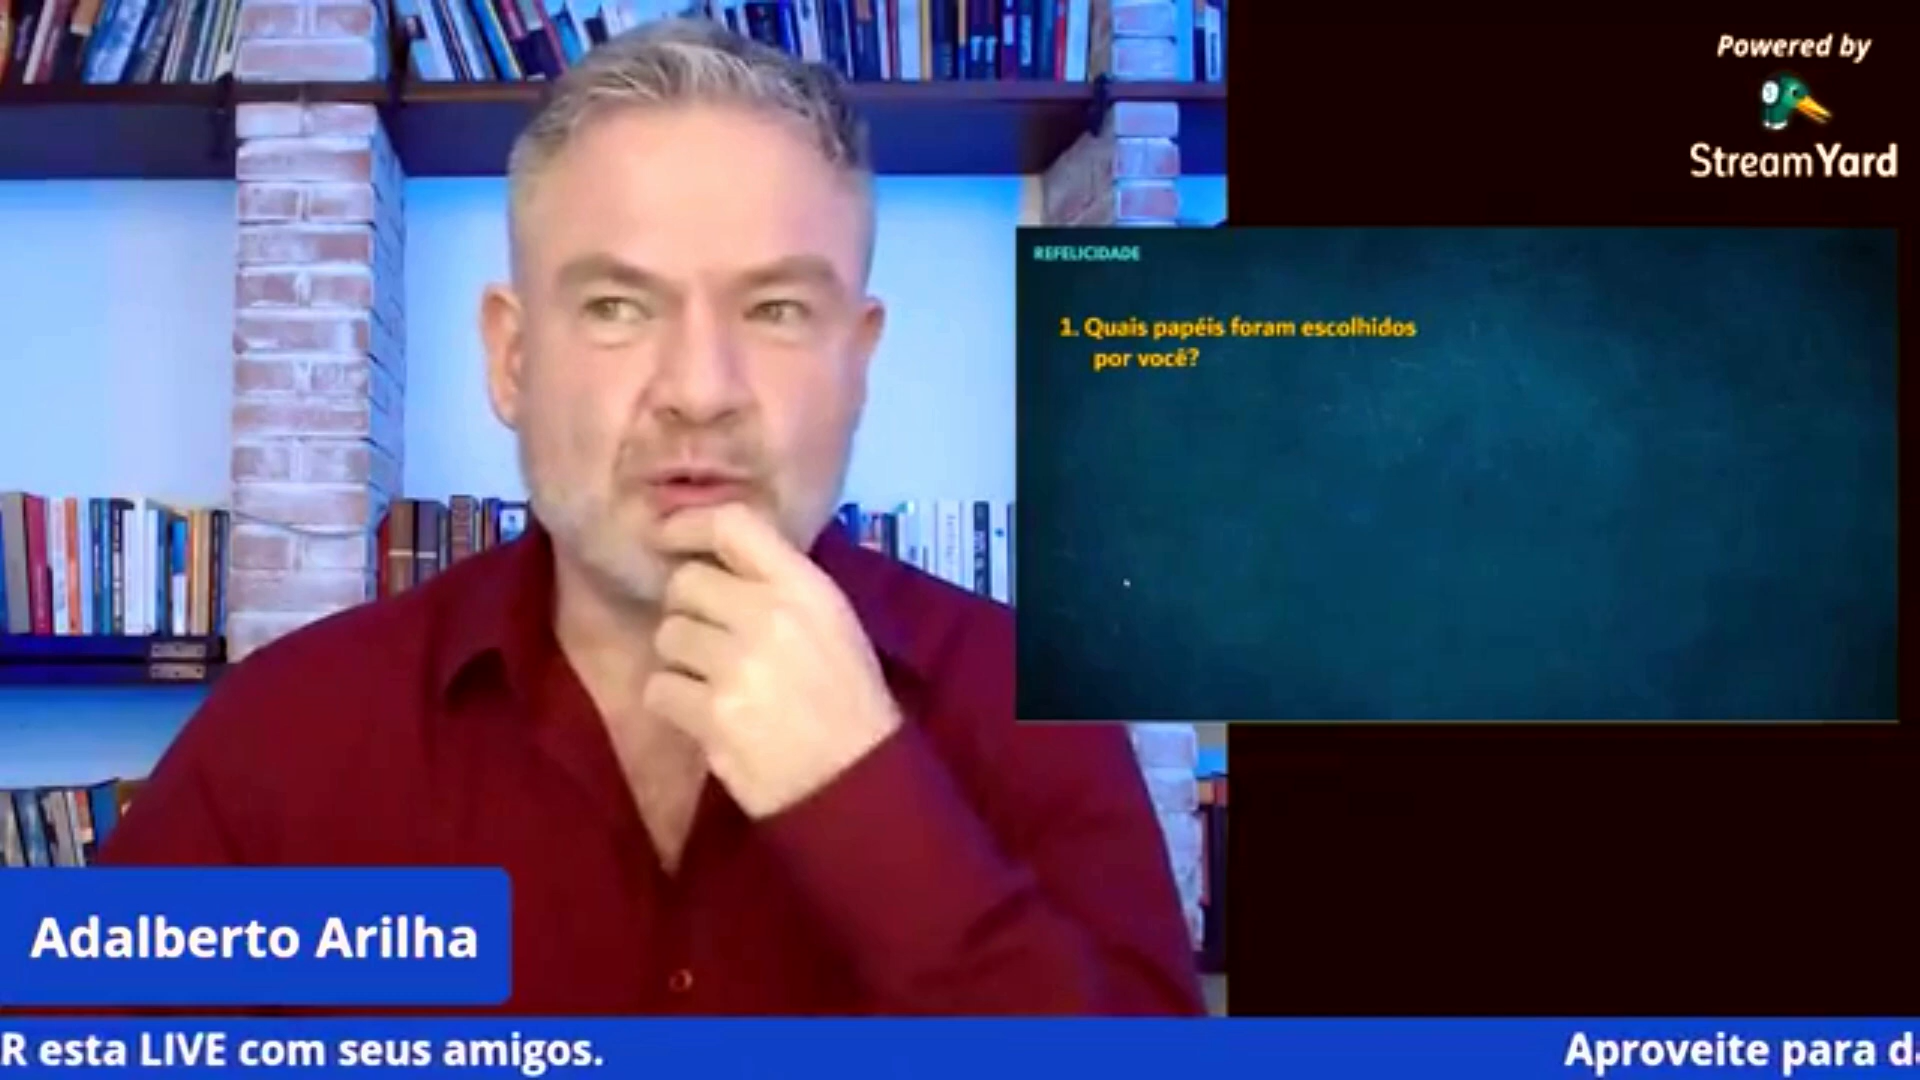 Powered by
StreamYard
REFELICIDADE
1. Quais papéis foram escolhidos
por você?
Adalberto Arilha
R esta LIVE com seus amigos.
Aproveite para d